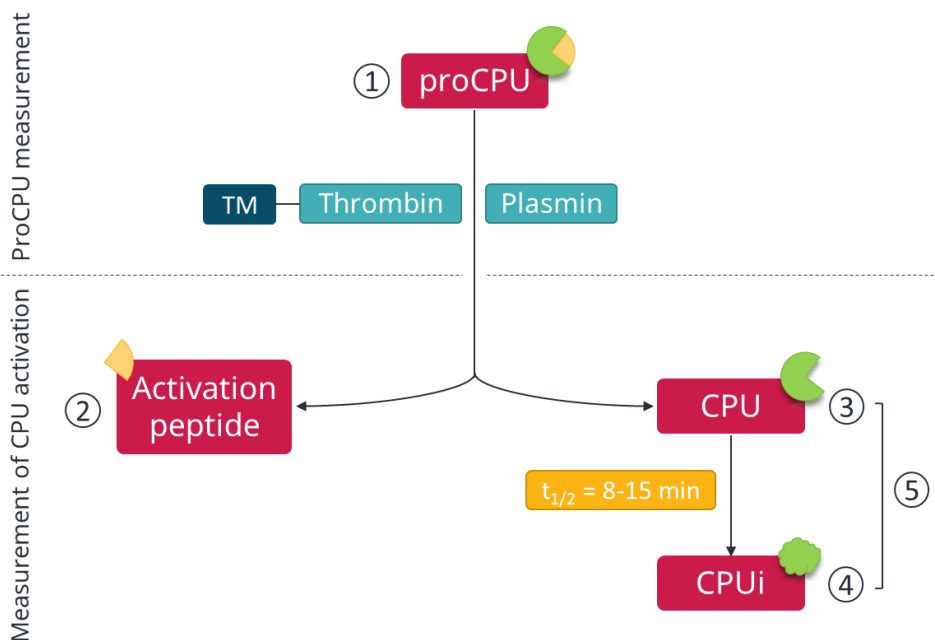 ProCPU measurement
① proCPU
TM
Thrombin
Plasmin
Measurement of CPU activation
② Activation
peptide
CPU ③
t1/2 = 8-15 min
⑤
CPUi ④